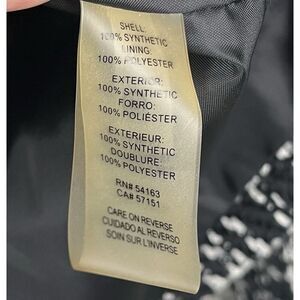 SHELL:
100% SYNTHETIC
LINING:
100% POLYESTER
EXTERIOR:
100% SYNTHETIC
FORRO:
100% POLIÉSTER
EXTERIEUR:
100% SYNTHETIC
DOUBLURE:
100% POLYESTER
RN# 54163
CA# 57151
CARE ON REVERSE
CUIDADO AL REVERSO
SOIN SUR L'INVERSE